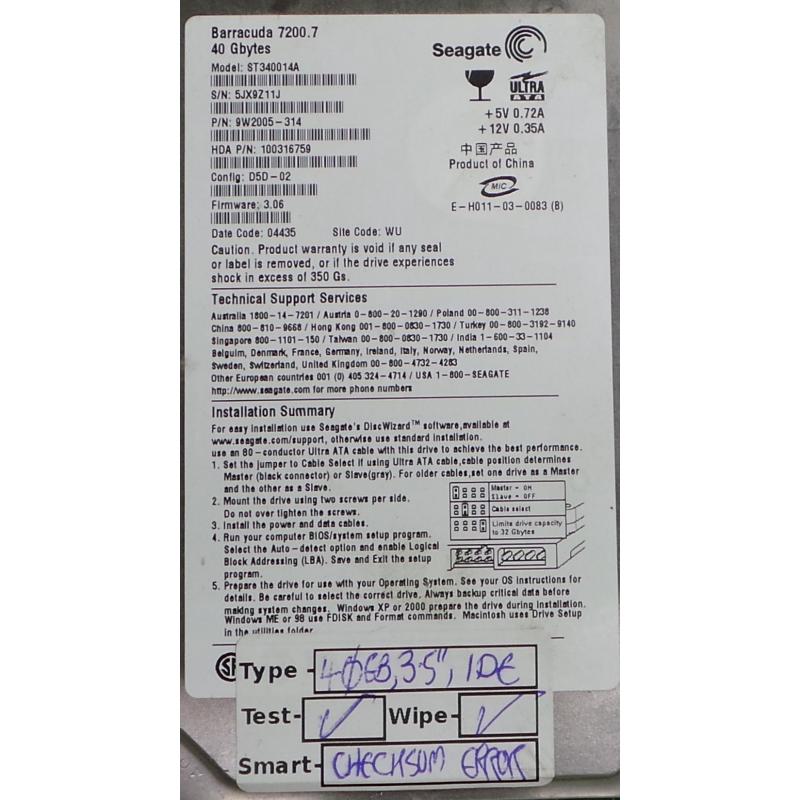 Barracuda 7200.7
40 Gbytes
Seagate
Model: ST340014A
S/N: 5JX9Z11J
ULTRA
ATA
P/N: 9W2005-314
+5V 0.72A
+12V 0.35A
HDA P/N: 100316759
中国产品
Product of China
Config: D5D-02
MIC
Firmware: 3.06
E-H011-03-0083 (B)
Date Code: 04435 Site Code: WU
Caution. Product warranty is void if any seal
or label is removed, or if the drive experiences
shock in excess of 350 Gs.
Technical Support Services
Australia 1800-14-7201 / Austria 0-800-20-1290 / Poland 00-800-311-1238
China 800-810-9668 / Hong Kong 001-800-0830-1730 / Turkey 00-800-3192-9140
Singapore 800-1101-150 / Taiwan 00-800-0830-1730 / India 1-600-33-1104
Belguim, Denmark, France, Germany, Ireland, Italy, Norway, Netherlands, Spain,
Sweden, Switzerland, United Kingdom 00-800-4732-4283
Other European countries 001 (0) 405 324-4714 / USA 1-800-SEAGATE
http://www.seagate.com for more phone numbers
Installation Summary
For easy installation use Seagate's DiscWizard™ software,available at
www.seagate.com/support, otherwise use standard installation.
use an 80-conductor Ultra ATA cable with this drive to achieve the best performance.
1. Set the jumper to Cable Select if using Ultra ATA cable,cable position determines
Master (black connector) or Slave(gray). For older cables,set one drive as a Master
and the other as a Slave.
2. Mount the drive using two screws per side.
Do not over tighten the screws.
3. Install the power and data cables.
4. Run your computer BIOS/system setup program.
Select the Auto-detect option and enable Logical
Block Addressing (LBA). Save and Exit the setup
program.
Master - ON
Slave - OFF
Cable select
Limits drive capacity
to 32 Gbytes
5. Prepare the drive for use with your Operating System. See your OS instructions for
details. Be careful to select the correct drive. Always backup critical data before
making system changes. Windows XP or 2000 prepare the drive during installation.
Windows ME or 98 use FDISK and Format commands. Macintosh uses Drive Setup
in the utilities folder
Type - 40GB, 3.5", IDE
Test- ✓ Wipe- ✓
Smart- CHECKSUM ERROR